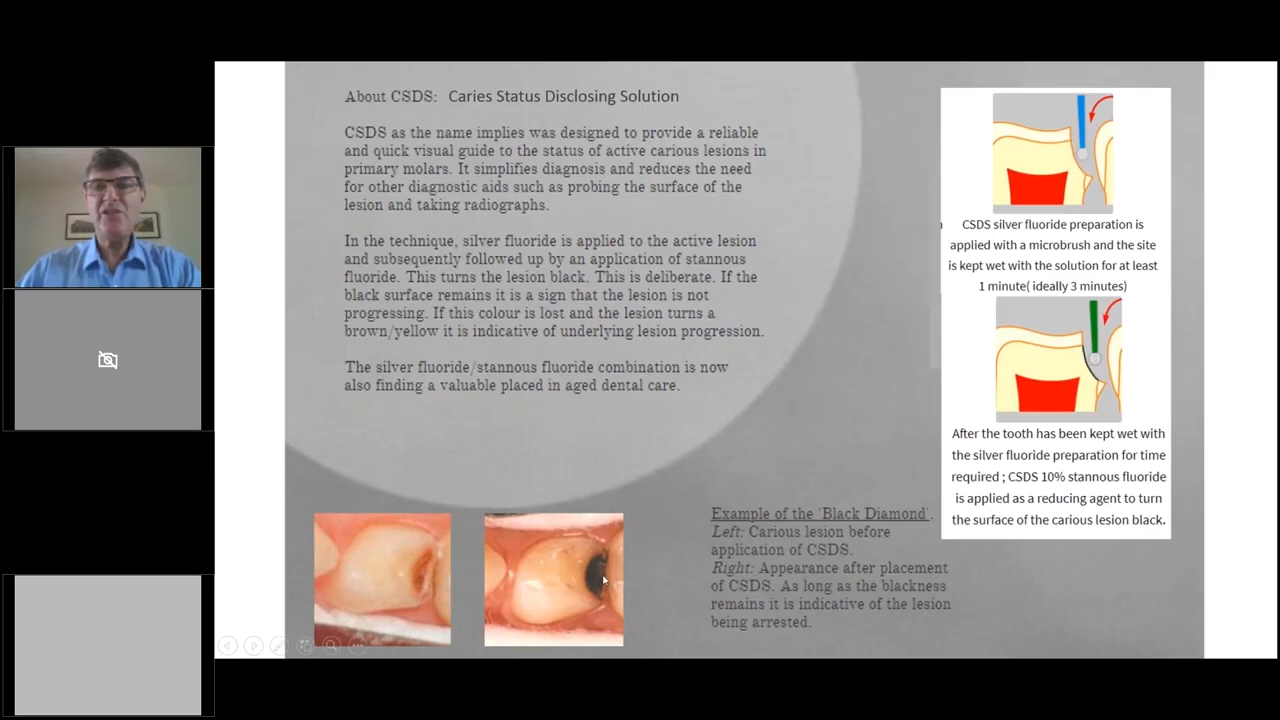 About CSDS: Caries Status Disclosing Solution
CSDS as the name implies was designed to provide a reliable
and quick visual guide to the status of active carious lesions in
primary molars. It simplifies diagnosis and reduces the need
for other diagnostic aids such as probing the surface of the
lesion and taking radiographs.
In the technique, silver fluoride is applied to the active lesion
and subsequently followed up by an application of stannous
fluoride. This turns the lesion black. This is deliberate. If the
black surface remains it is a sign that the lesion is not
progressing. If this colour is lost and the lesion turns a
brown/yellow it is indicative of underlying lesion progression.
The silver fluoride/stannous fluoride combination is now
also finding a valuable placed in aged dental care.
CSDS silver fluoride preparation is
applied with a microbrush and the site
is kept wet with the solution for at least
1 minute( ideally 3 minutes)
After the tooth has been kept wet with
the silver fluoride preparation for time
required ; CSDS 10% stannous fluoride
is applied as a reducing agent to turn
the surface of the carious lesion black.
Example of the 'Black Diamond'.
Left: Carious lesion before
application of CSDS.
Right: Appearance after placement
of CSDS. As long as the blackness
remains it is indicative of the lesion
being arrested.